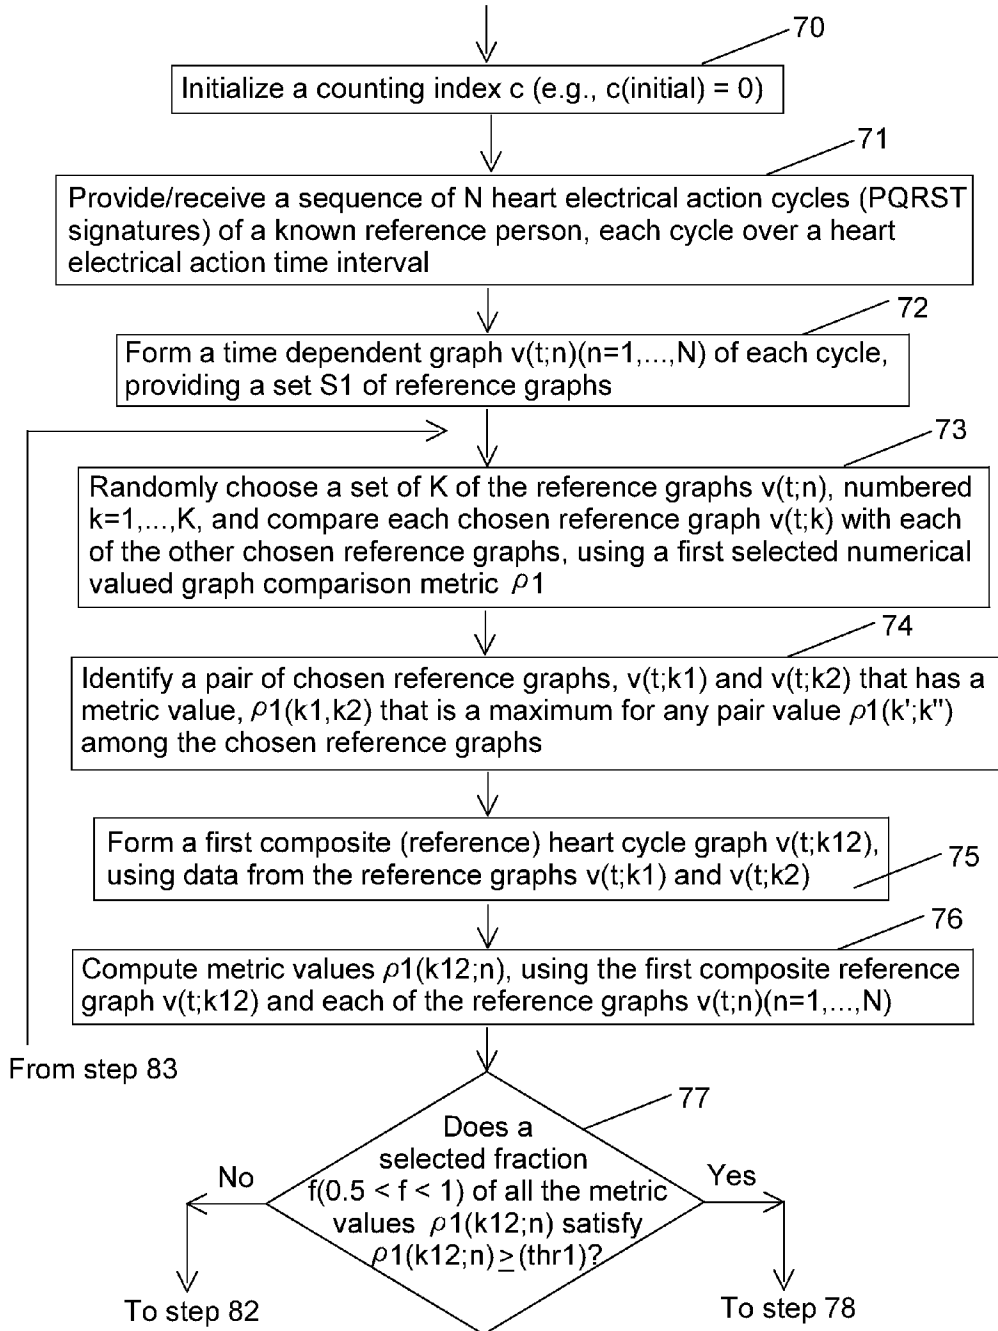 70
Initialize a counting index c (e.g., c(initial) = 0)
71
Provide/receive a sequence of N heart electrical action cycles (PQRST
signatures) of a known reference person, each cycle over a heart
electrical action time interval
72
Form a time dependent graph v(t;n)(n=1,...,N) of each cycle,
providing a set S1 of reference graphs
73
Randomly choose a set of K of the reference graphs v(t;n), numbered
k=1,...,K, and compare each chosen reference graph v(t;k) with each
of the other chosen reference graphs, using a first selected numerical
valued graph comparison metric ρ1
74
Identify a pair of chosen reference graphs, v(t;k1) and v(t;k2) that has a
metric value, ρ1(k1,k2) that is a maximum for any pair value ρ1(k';k")
among the chosen reference graphs
Form a first composite (reference) heart cycle graph v(t;k12),
using data from the reference graphs v(t;k1) and v(t;k2)
75
76
Compute metric values ρ1(k12;n), using the first composite reference
graph v(t;k12) and each of the reference graphs v(t;n)(n=1,...,N)
From step 83
77
Does a
selected fraction
f(0.5 < f < 1) of all the metric
values ρ1(k12;n) satisfy
ρ1(k12;n)≥(thr1)?
No
Yes
To step 82
To step 78